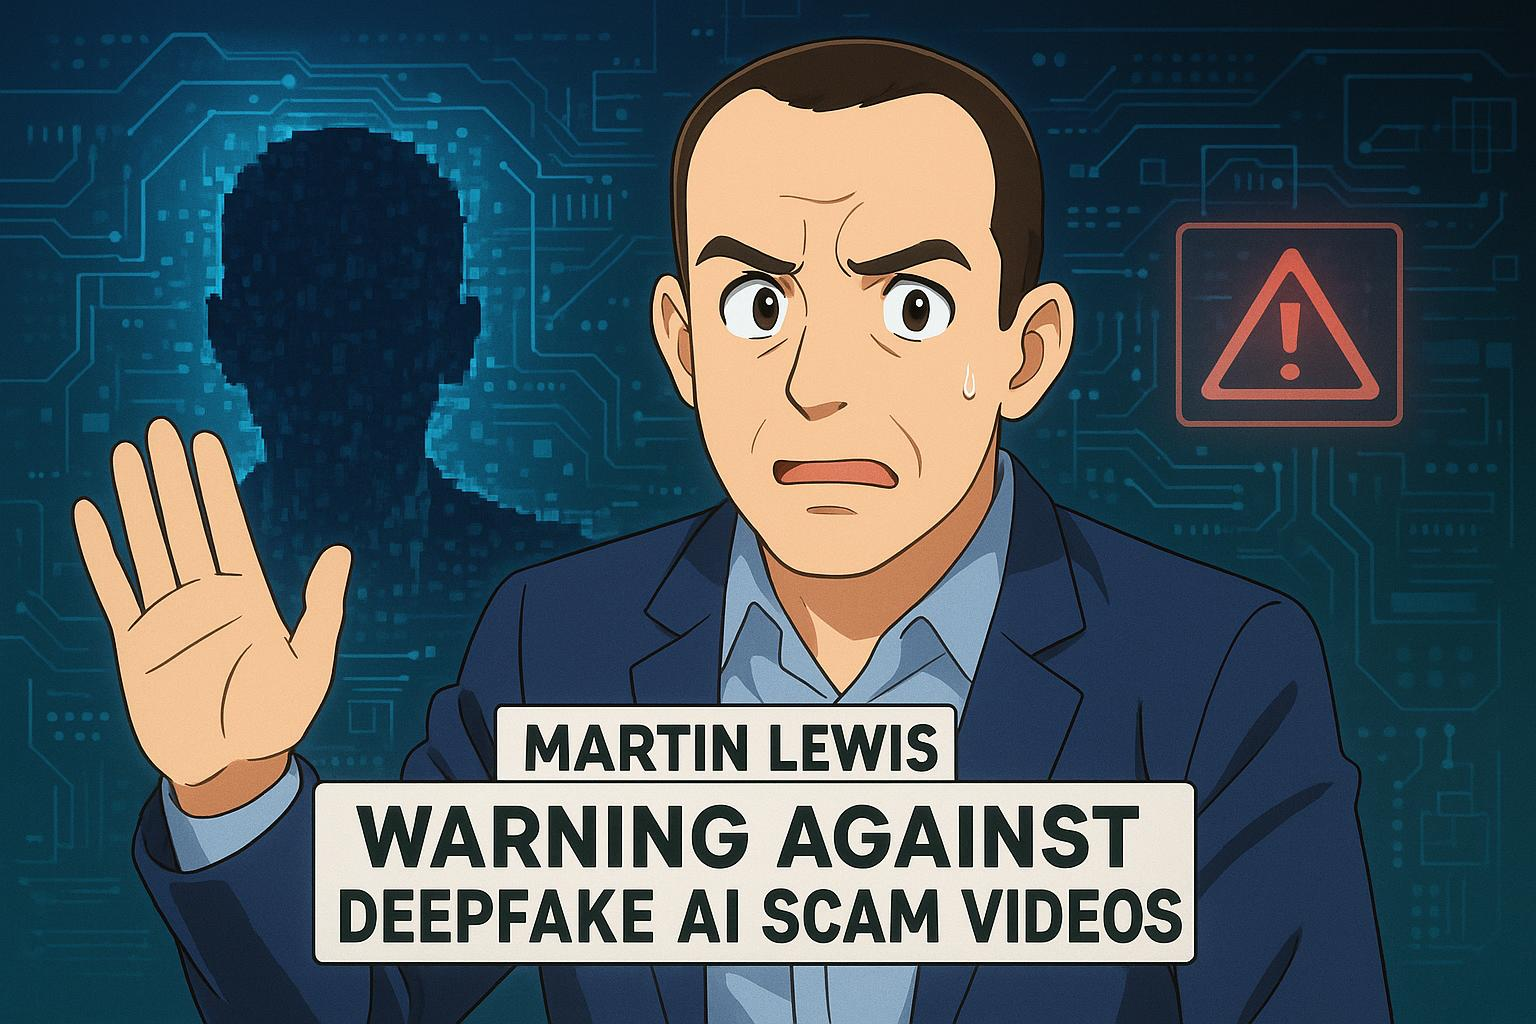 MARTIN LEWIS
WARNING AGAINST
DEEPFAKE AI SCAM VIDEOS